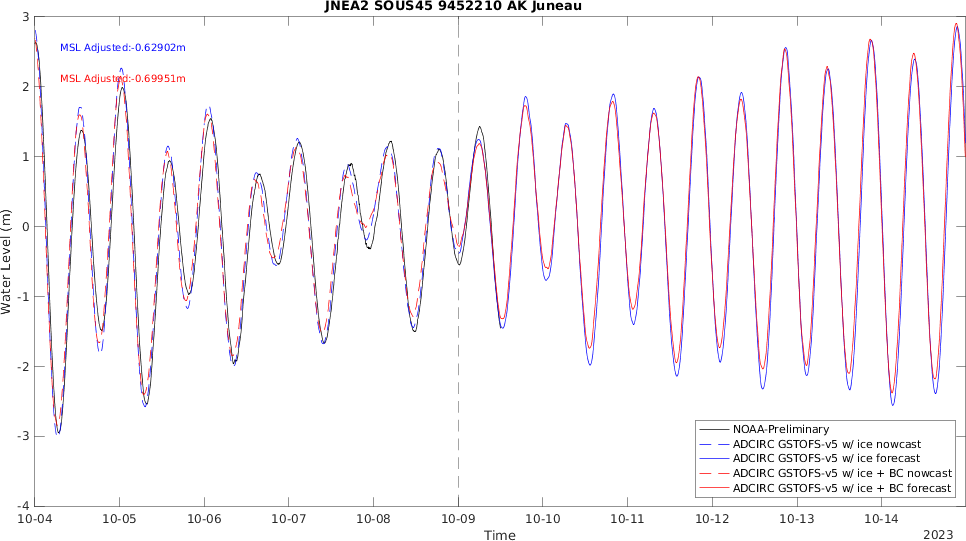 JNEA2 SOUS45 9452210 AK Juneau
MSL Adjusted:-0.62902m
MSL Adjusted:-0.69951m
Water Level (m)
3
2
1
0
-1
-2
-3
-4
NOAA-Preliminary
ADCIRC GSTOFS-v5 w/ ice nowcast
ADCIRC GSTOFS-v5 w/ ice forecast
ADCIRC GSTOFS-v5 w/ ice + BC nowcast
ADCIRC GSTOFS-v5 w/ ice + BC forecast
10-04 10-05 10-06 10-07 10-08 10-09 10-10 10-11 10-12 10-13 10-14
Time
2023